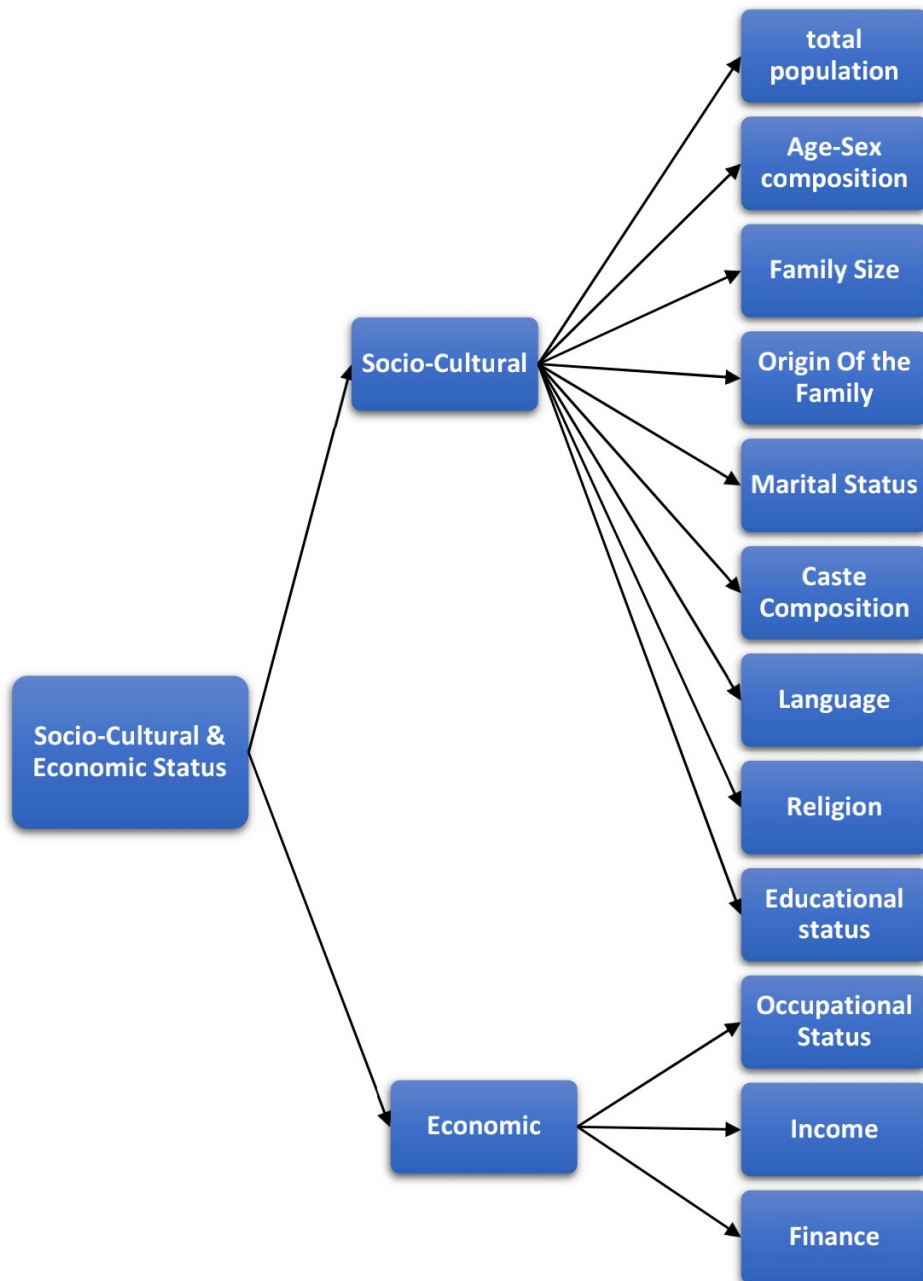 total
population
Age-Sex
composition
Family Size
Socio-Cultural
Origin Of the
Family
Marital Status
Caste
Composition
Language
Socio-Cultural &
Economic Status
Religion
Educational
status
Occupational
Status
Economic
Income
Finance